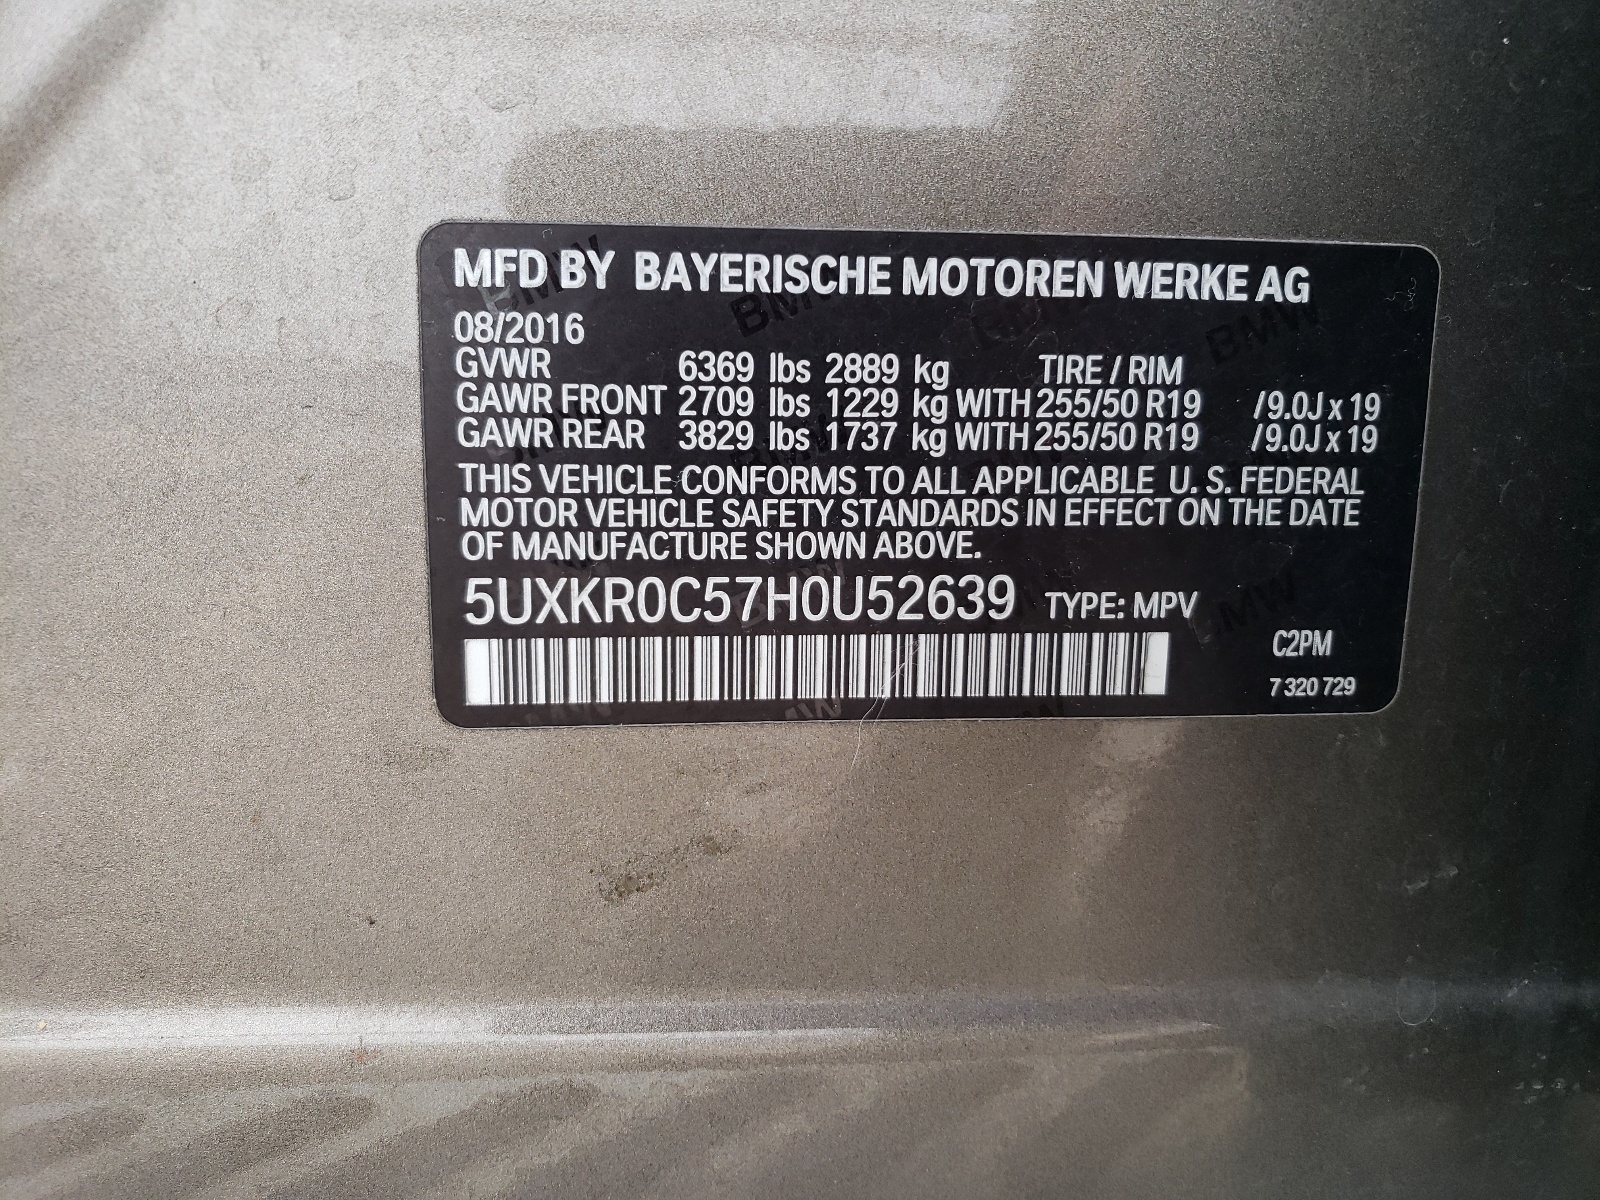 MFD BY BAYERISCHE MOTOREN WERKE AG
08/2016
GVWR 6369 lbs 2889 kg TIRE / RIM
GAWR FRONT 2709 lbs 1229 kg WITH 255/50 R19 /9.0J x 19
GAWR REAR 3829 lbs 1737 kg WITH 255/50 R19 /9.0J x 19
THIS VEHICLE CONFORMS TO ALL APPLICABLE U. S. FEDERAL
MOTOR VEHICLE SAFETY STANDARDS IN EFFECT ON THE DATE
OF MANUFACTURE SHOWN ABOVE.
5UXKR0C57H0U52639 TYPE: MPV
C2PM
7 320 729